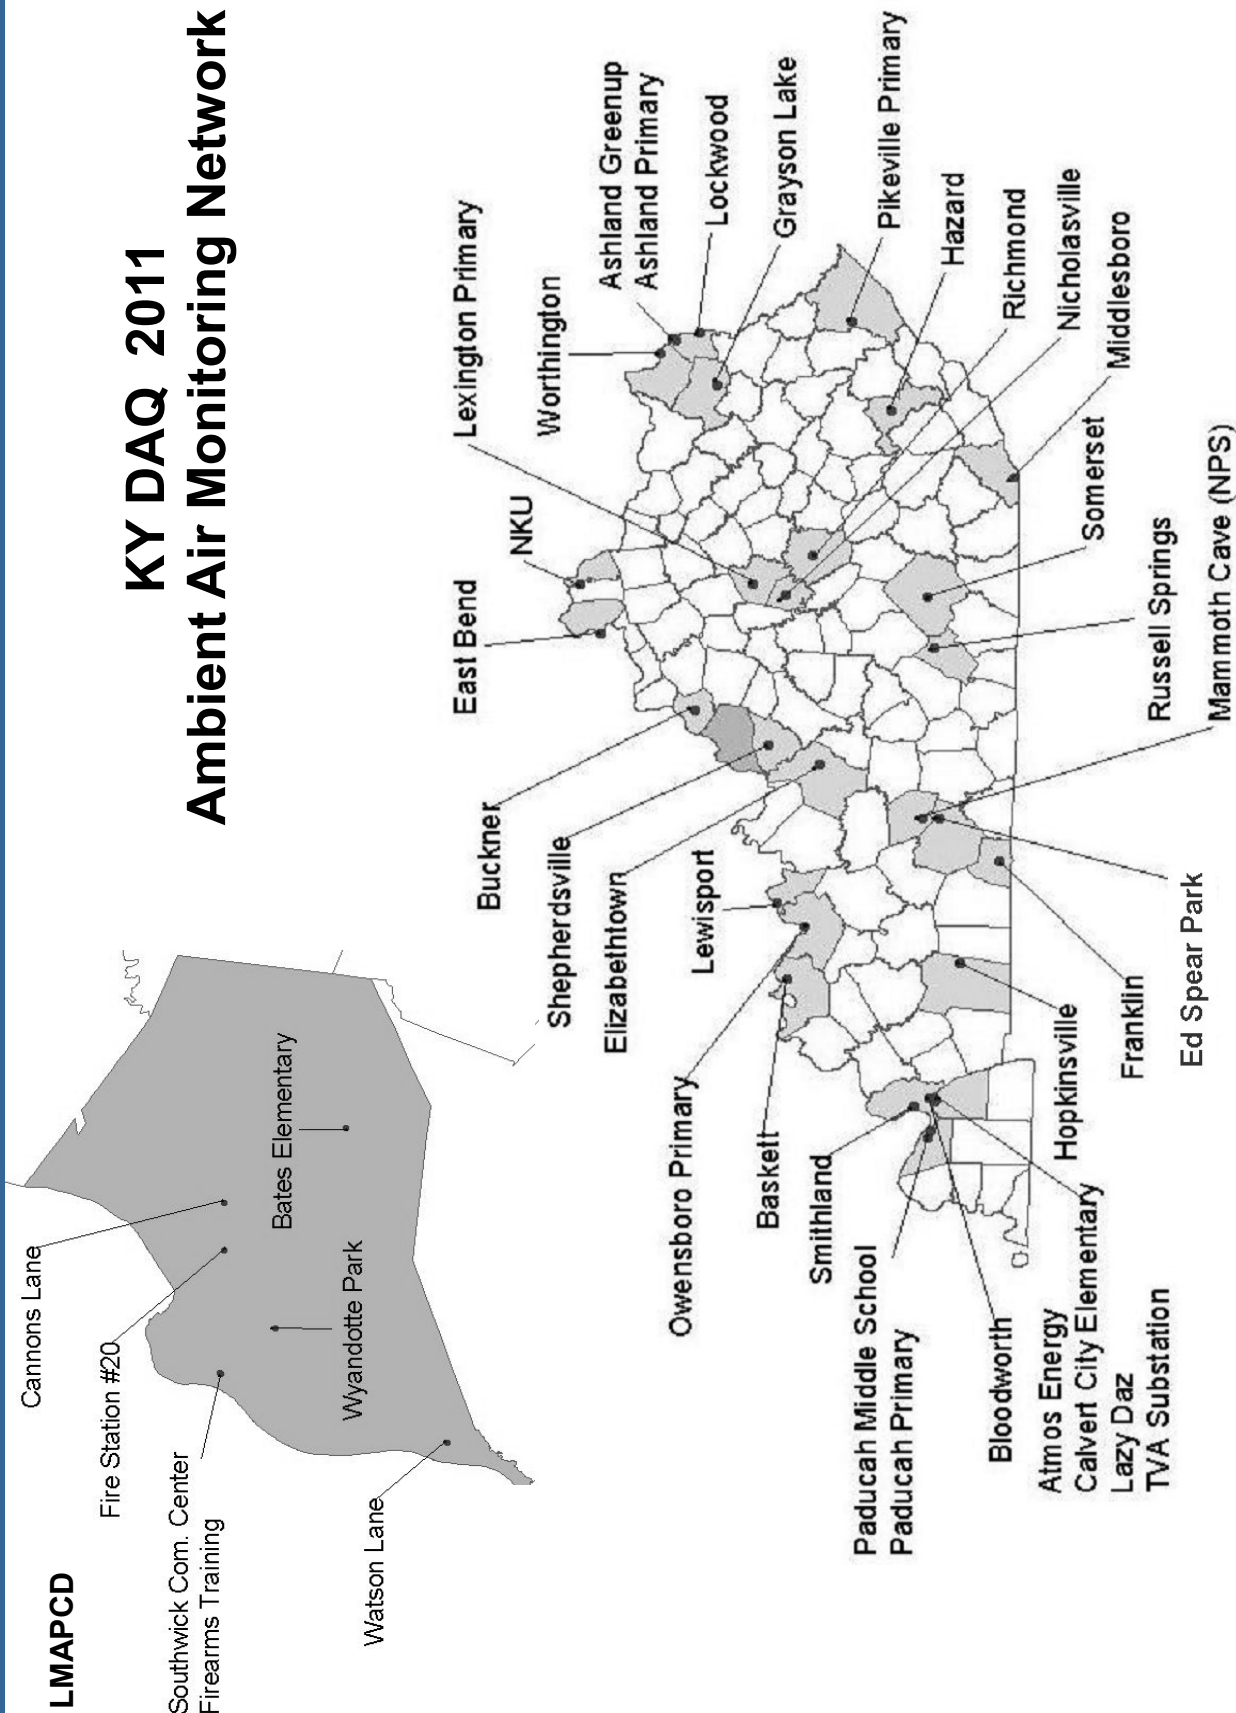 KY DAQ 2011
Ambient Air Monitoring Network
LMAPCD
Cannons Lane
Fire Station #20
Southwick Com. Center
Firearms Training
Bates Elementary
Wyandotte Park
Watson Lane
Lexington Primary
Worthington
Ashland Greenup
Ashland Primary
Lockwood
Grayson Lake
Pikeville Primary
Hazard
Richmond
Nicholasville
Middlesboro
Somerset
Russell Springs
Mammoth Cave (NPS)
NKU
East Bend
Buckner
Shepherdsville
Elizabethtown
Lewisport
Owensboro Primary
Baskett
Smithland
Paducah Middle School
Paducah Primary
Bloodworth
Atmos Energy
Calvert City Elementary
Lazy Daz
TVA Substation
Hopkinsville
Franklin
Ed Spear Park